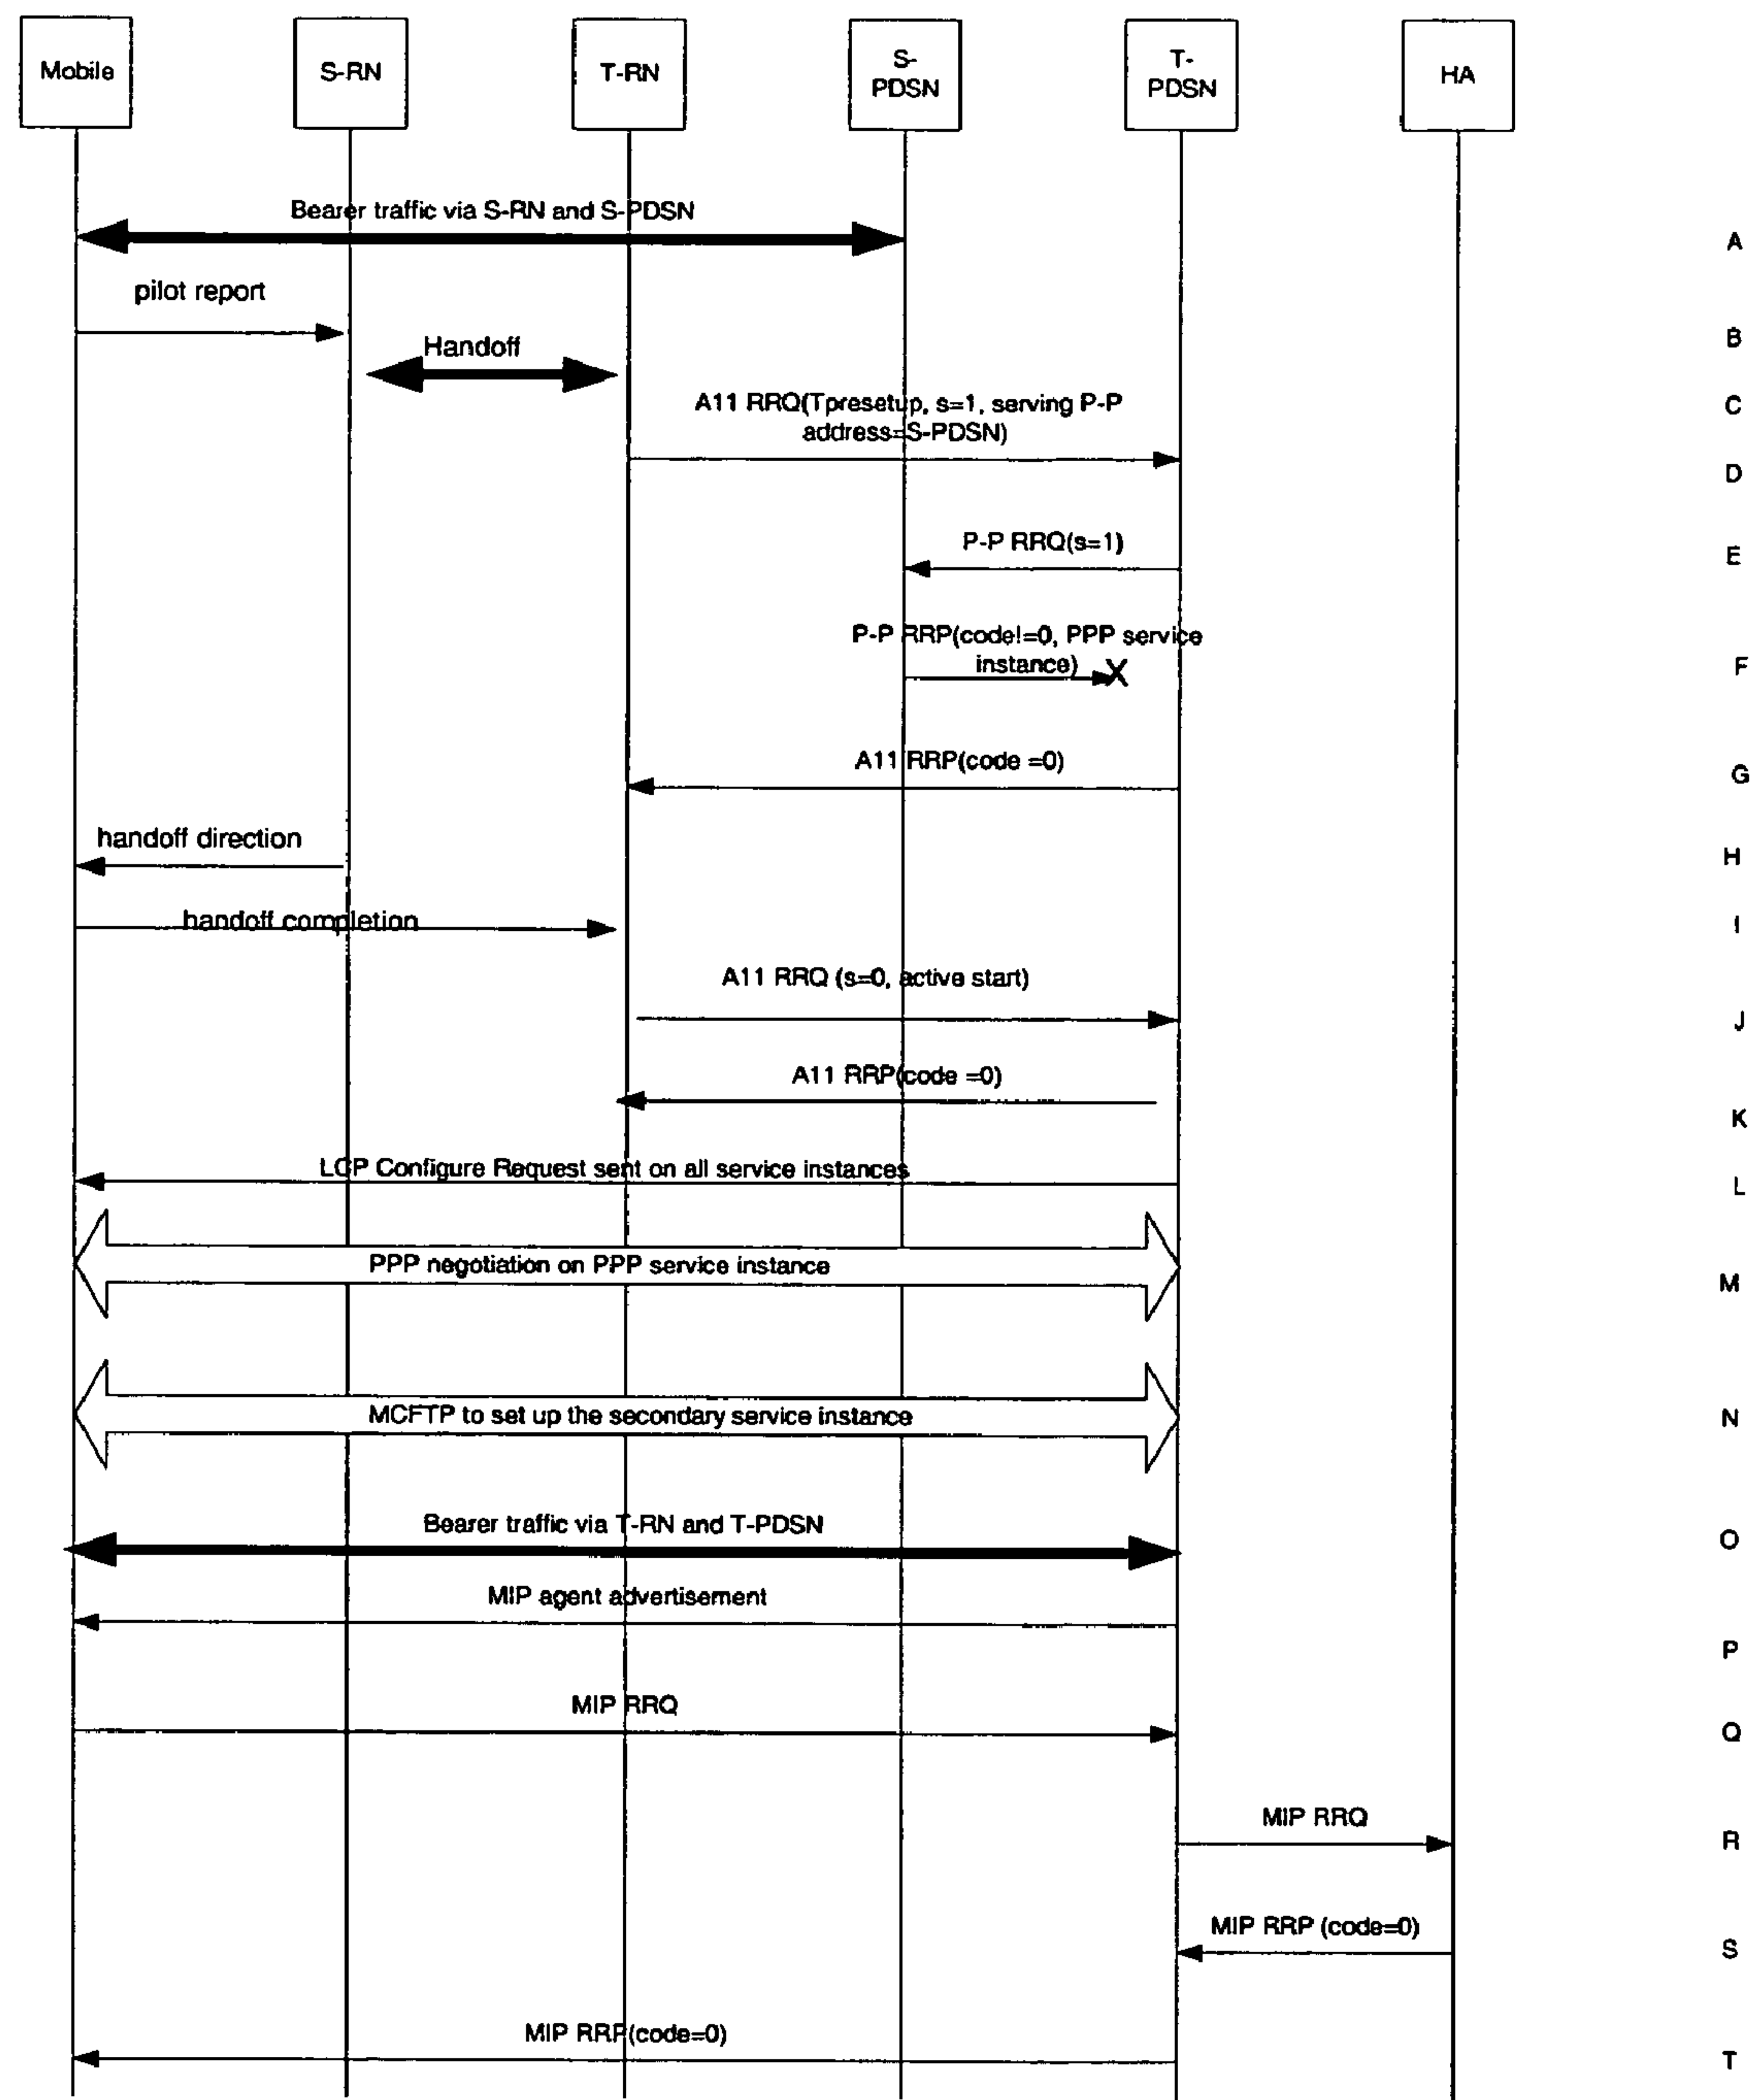 Mobile
S-RN
T-RN
S-
PDSN
T-
PDSN
HA
Bearer traffic via S-RN and S-PDSN
A
pilot report
B
Handoff
A11 RRQ(Tpresetup, s=1, serving P-P
address=S-PDSN)
C
D
P-P RRQ(s=1)
E
P-P RRP(code!=0, PPP service
instance)
X
F
A11 RRP(code =0)
G
handoff direction
H
handoff completion
I
A11 RRQ (s=0, active start)
J
A11 RRP(code =0)
K
LCP Configure Request sent on all service instances
L
PPP negotiation on PPP service instance
M
MCFTP to set up the secondary service instance
N
Bearer traffic via T-RN and T-PDSN
O
MIP agent advertisement
P
MIP RRQ
Q
MIP RRQ
R
MIP RRP (code=0)
S
MIP RRP(code=0)
T